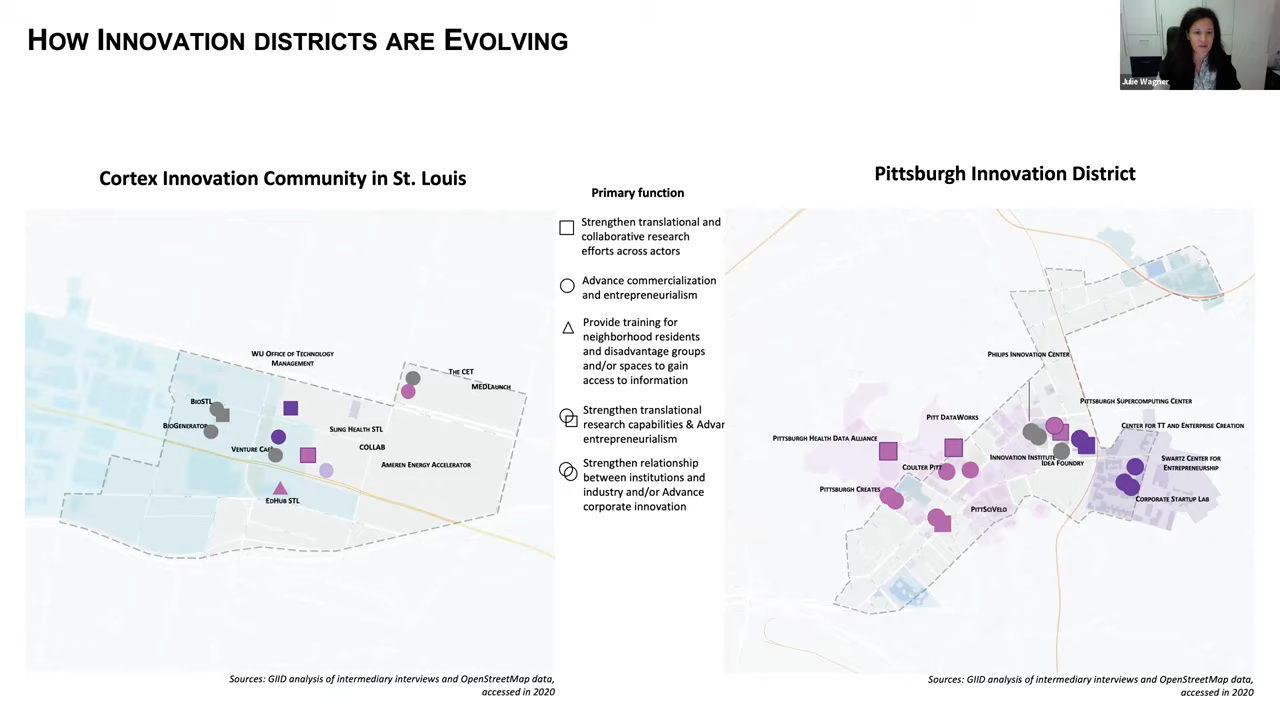 HOW INNOVATION DISTRICTS ARE EVOLVING
Julie Wagner
Cortex Innovation Community in St. Louis
WU OFFICE OF TECHNOLOGY
MANAGEMENT
THE CET
MEDLAUNCH
BIOSTL
BIOGENERATOR
SLING HEALTH STL
VENTURE
COLLAB
AMEREN ENERGY ACCELERATOR
EDHUB STL
Sources: GIID analysis of intermediary interviews and OpenStreetMap data,
accessed in 2020
Primary function
Strengthen translational and
collaborative research
efforts across actors
Advance commercialization
and entrepreneurialism
Provide training for
neighborhood residents
and disadvantage groups
and/or spaces to gain
access to information
Strengthen translational
research capabilities & Advan
entrepreneurialism
Strengthen relationship
between institutions and
industry and/or Advance
corporate innovation
Pittsburgh Innovation District
PHILIPS INNOVATION CENTER
PITTSBURGH SUPERCOMPUTING CENTER
PITT DATAWORKS
CENTER FOR TT AND ENTERPRISE CREATION
PITTSBURGH HEALTH DATA ALLIANCE
INNOVATION INSTITUTE
IDEA FOUNDRY
SWARTZ CENTER FOR
ENTREPRENEURSHIP
COULTER PITT
PITTSBURGH CREATES
CORPORATE STARTUP LAB
PITTSCIVELO
Sources: GIID analysis of intermediary interviews and OpenStreetMap data,
accessed in 2020